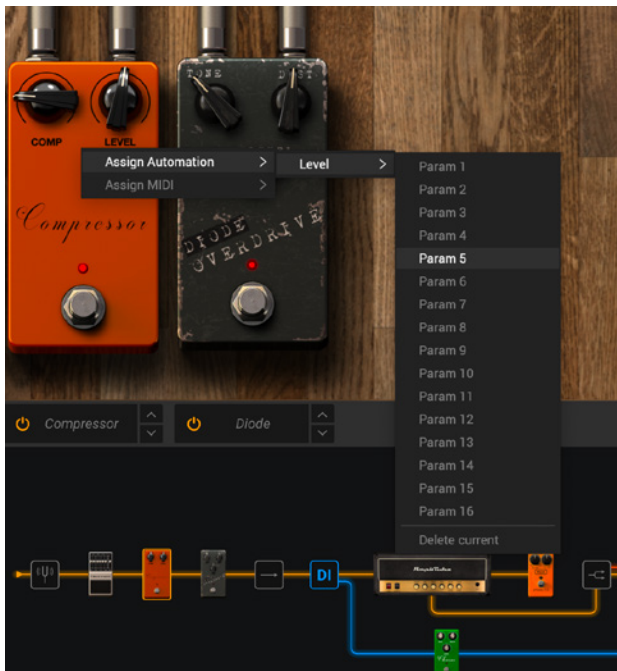 TONE
DIST
COMP
LEVEL
Assign Automation
Level
Param 1
Assign MIDI
Param 2
Param 3
Compressor
Param 4
DIODE
OVERDRIVE
Param 5
Param 6
Param 7
Param 8
Param 9
Param 10
Param 11
Compressor
Diode
Param 12
Param 13
Param 14
Param 15
Param 16
Delete current
DI
AmpliTube